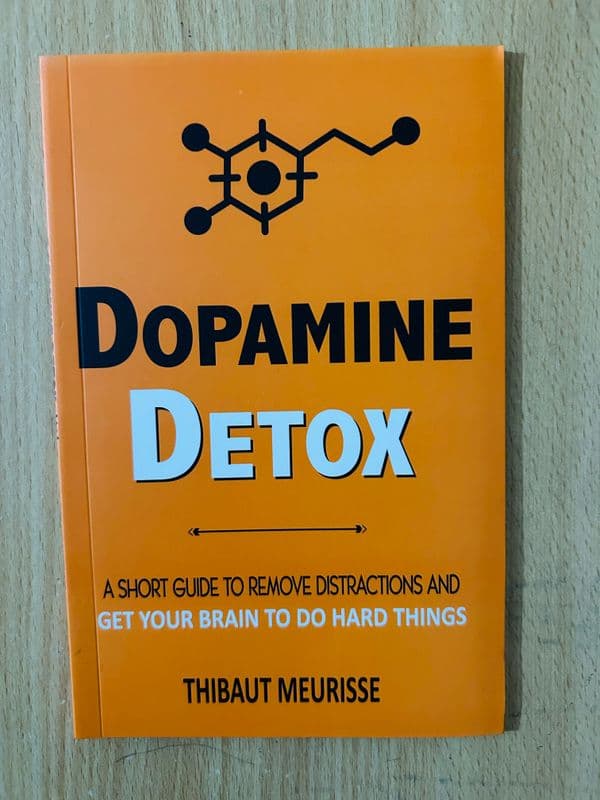 DOPAMINE
DETOX
A SHORT GUIDE TO REMOVE DISTRACTIONS AND
GET YOUR BRAIN TO DO HARD THINGS
THIBAUT MEURISSE